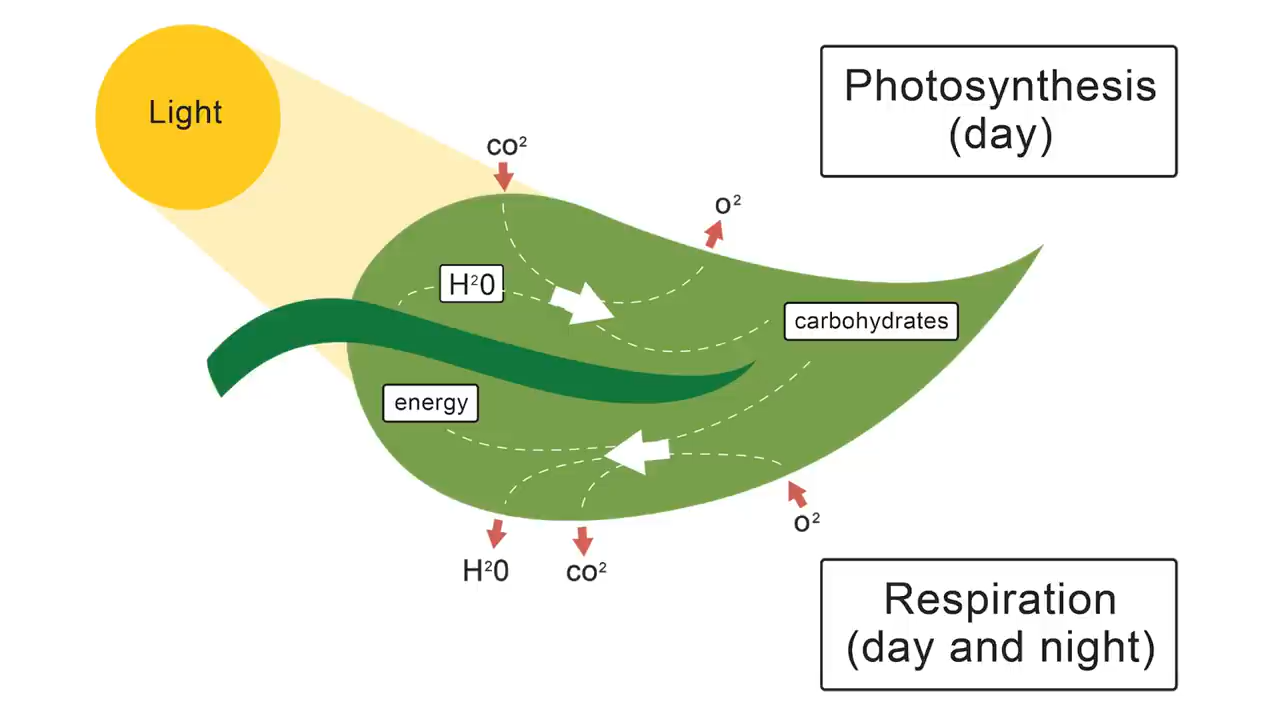 Light
Photosynthesis
(day)
co²
o²
H²0
carbohydrates
energy
o²
H²0
co²
Respiration
(day and night)